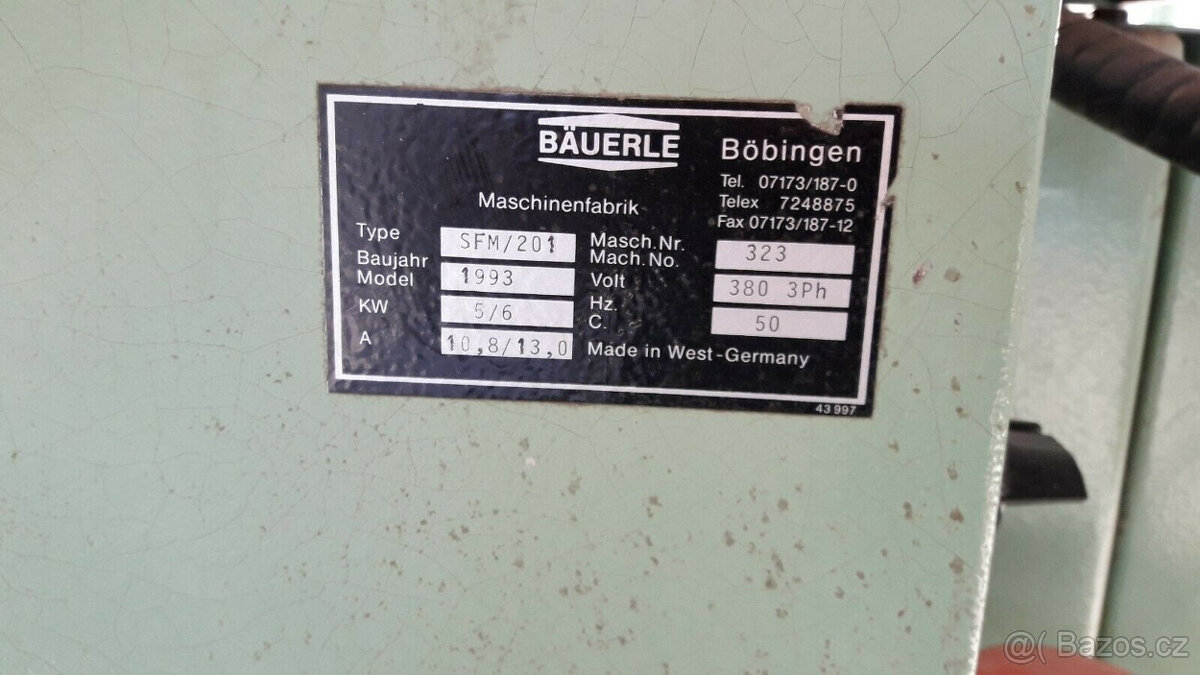 BÄUERLE
Böbingen
Maschinenfabrik
Tel. 07173/187-0
Telex 7248875
Fax 07173/187-12
Type SFM/201 Masch.Nr. Mach.No. 323
Baujahr Model 1993 Volt 380 3Ph
KW 5/6 Hz. C. 50
A 10,8/13,0 Made in West-Germany
43 997
@( Bazos.cz